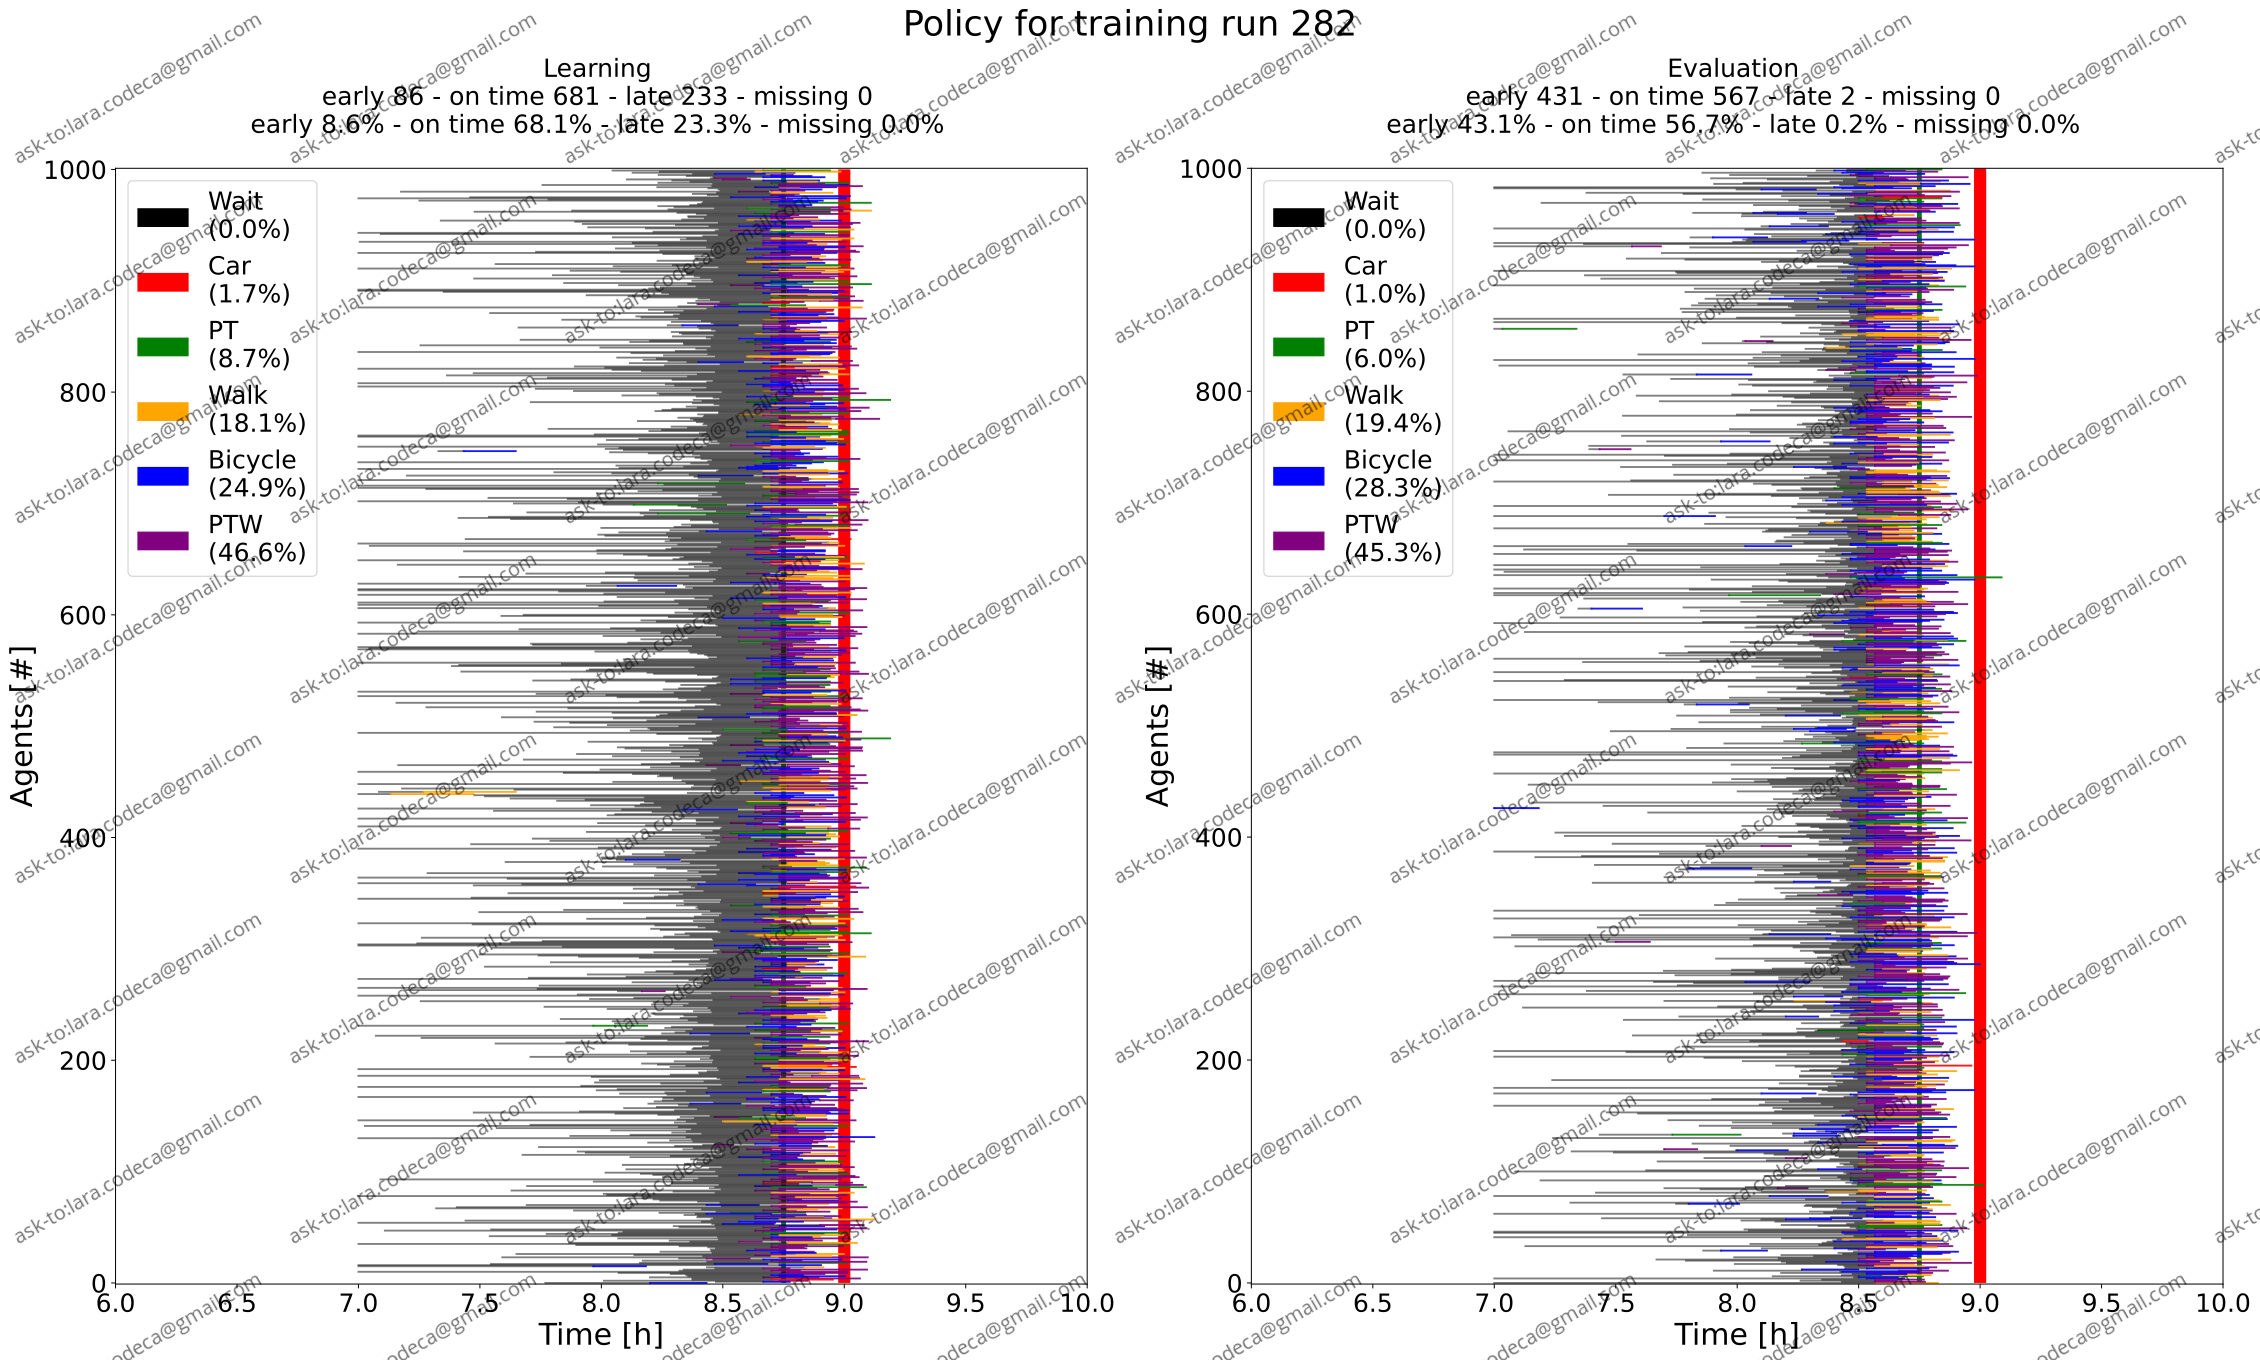 Policy for training run 282
Learning
early 86 - on time 681 - late 233 - missing 0
early 8.6% - on time 68.1% - late 23.3% - missing 0.0%
Agents [#]
1000
800
600
400
200
0
Wait
(0.0%)
Car
(1.7%)
PT
(8.7%)
Walk
(18.1%)
Bicycle
(24.9%)
PTW
(46.6%)
6.0 6.5 7.0 7.5 8.0 8.5 9.0 9.5 10.0
Time [h]
Evaluation
early 431 - on time 567 - late 2 - missing 0
early 43.1% - on time 56.7% - late 0.2% - missing 0.0%
Agents [#]
1000
800
600
400
200
0
Wait
(0.0%)
Car
(1.0%)
PT
(6.0%)
Walk
(19.4%)
Bicycle
(28.3%)
PTW
(45.3%)
6.0 6.5 7.0 7.5 8.0 8.5 9.0 9.5 10.0
Time [h]
ask-to:lara.codeca@gmail.com